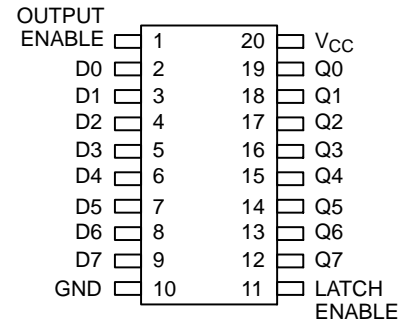 OUTPUT
ENABLE 1 20 VCC
D0 2 19 Q0
D1 3 18 Q1
D2 4 17 Q2
D3 5 16 Q3
D4 6 15 Q4
D5 7 14 Q5
D6 8 13 Q6
D7 9 12 Q7
GND 10 11 LATCH
ENABLE